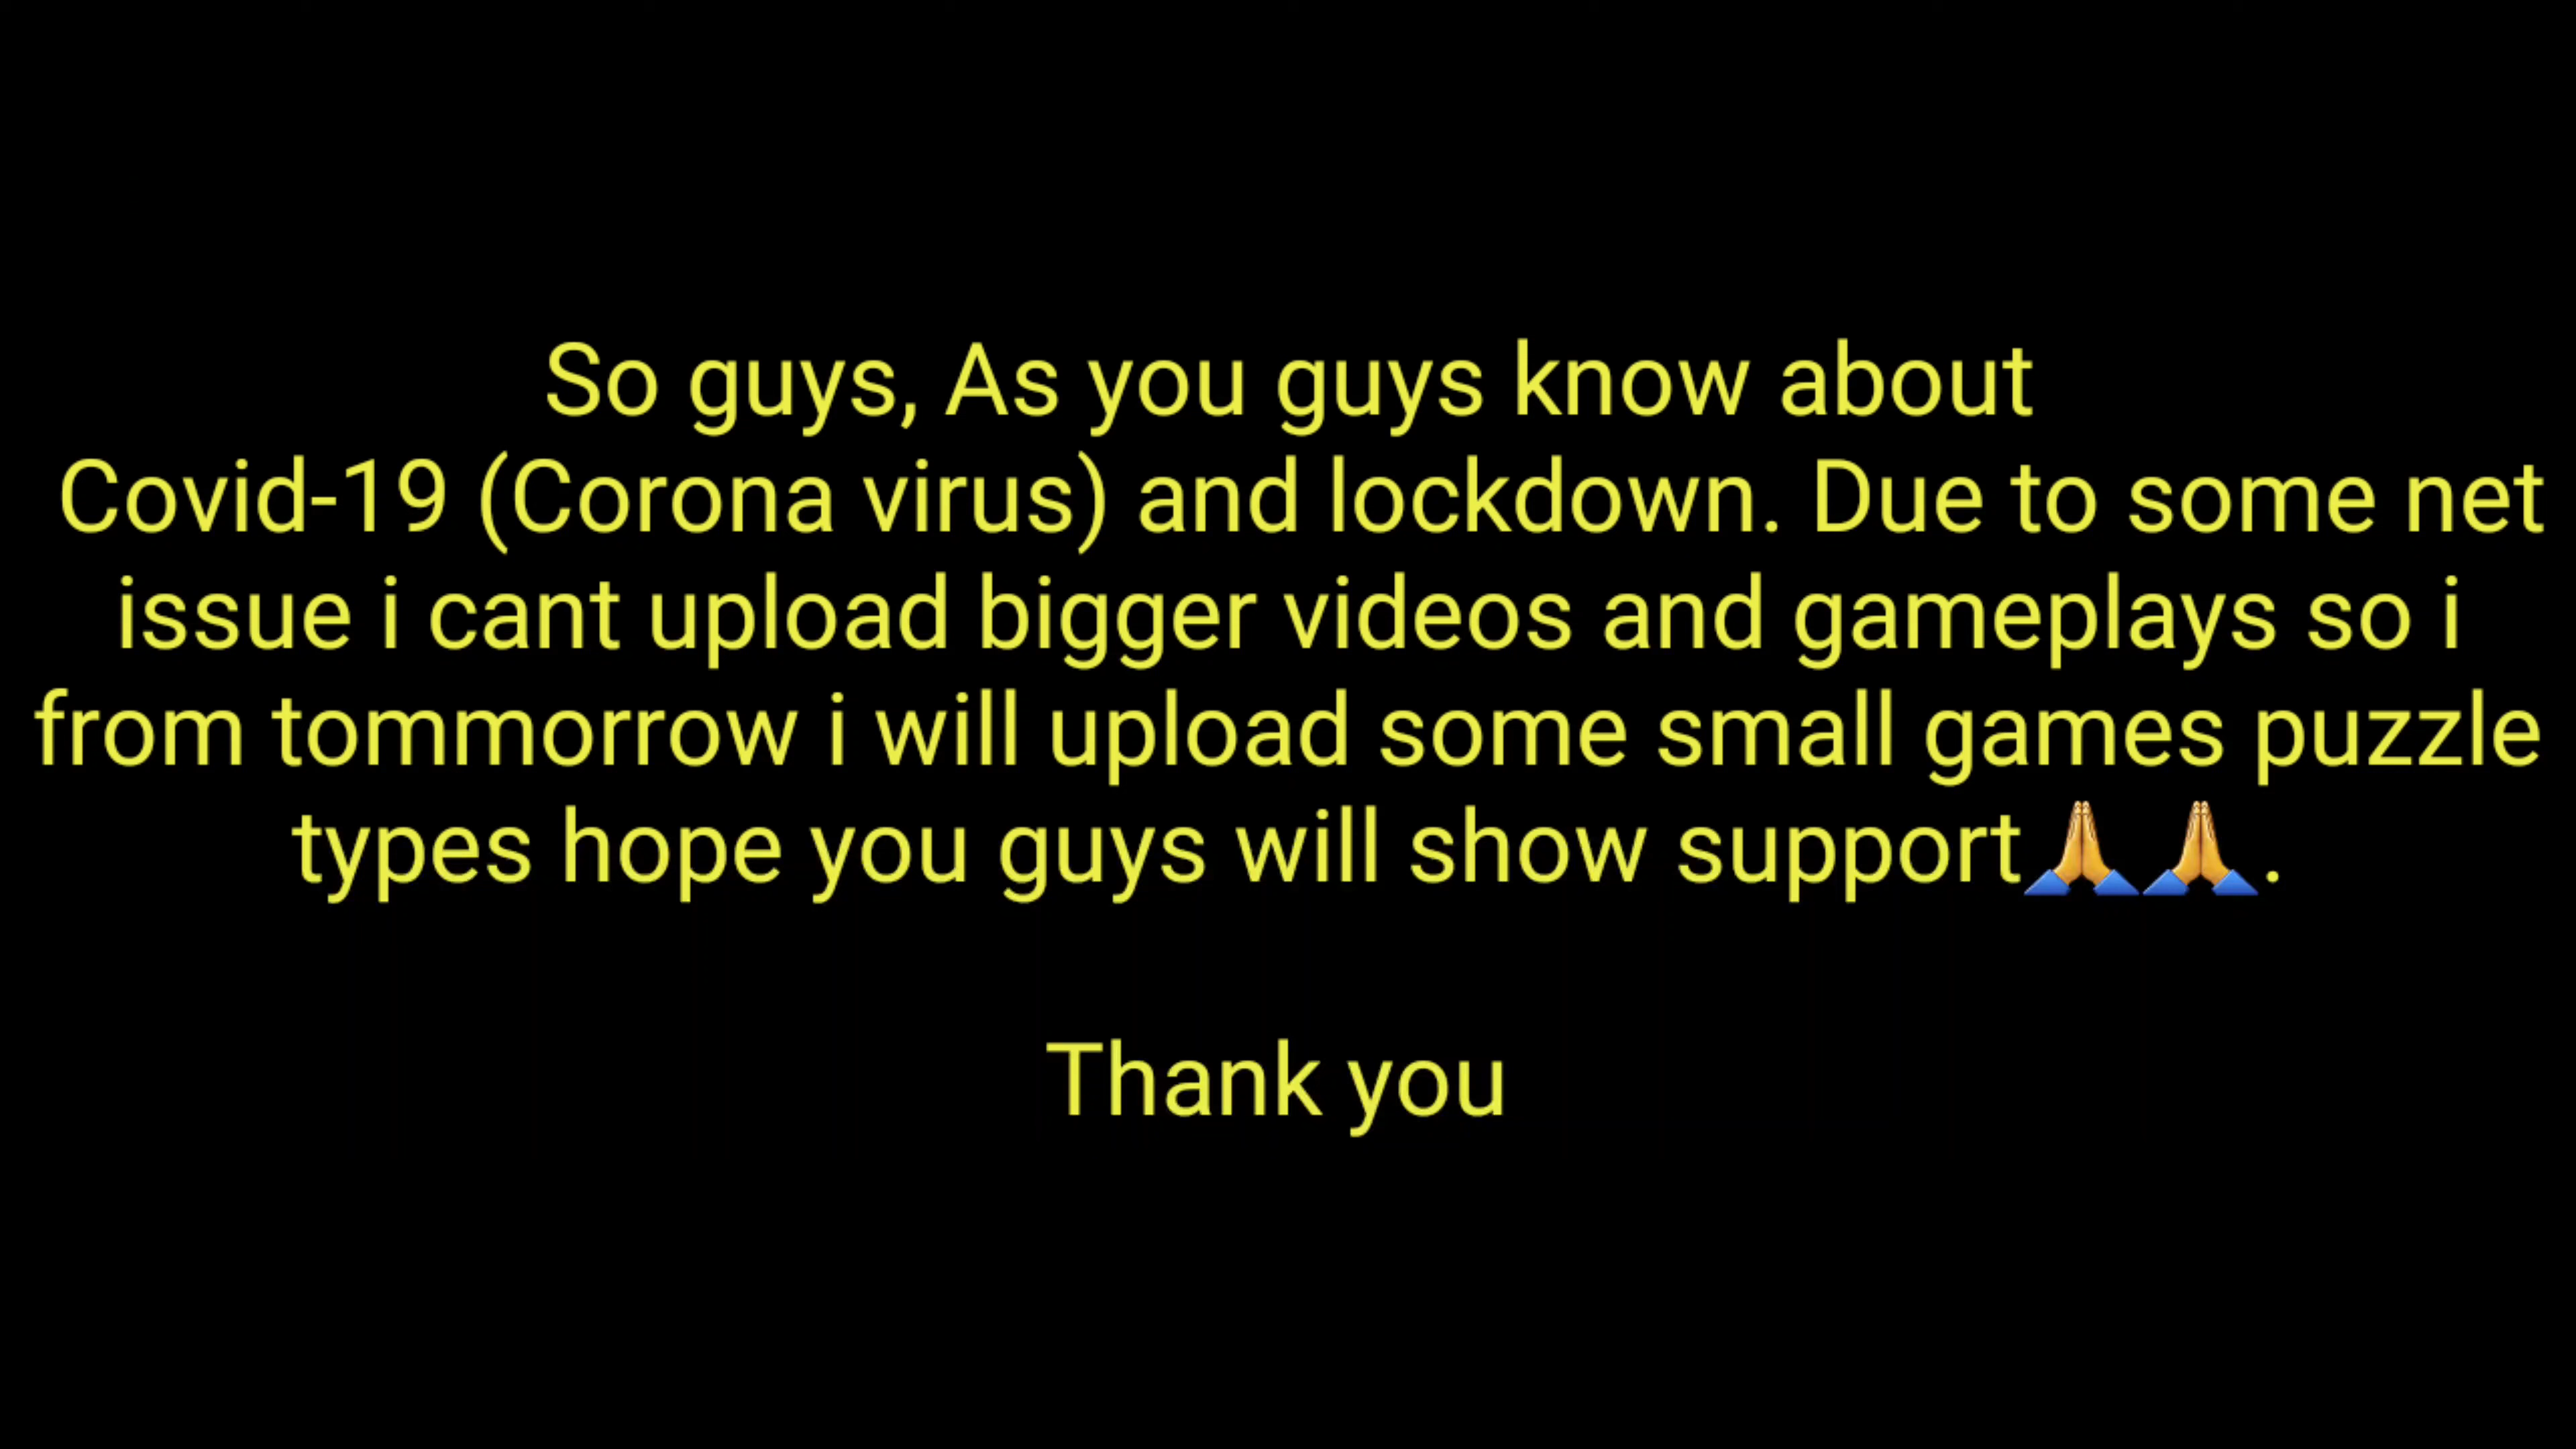 So guys, As you guys know about
Covid-19 (Corona virus) and lockdown. Due to some net
issue i cant upload bigger videos and gameplays so i
from tommorrow i will upload some small games puzzle
types hope you guys will show support🙏🙏.
Thank you